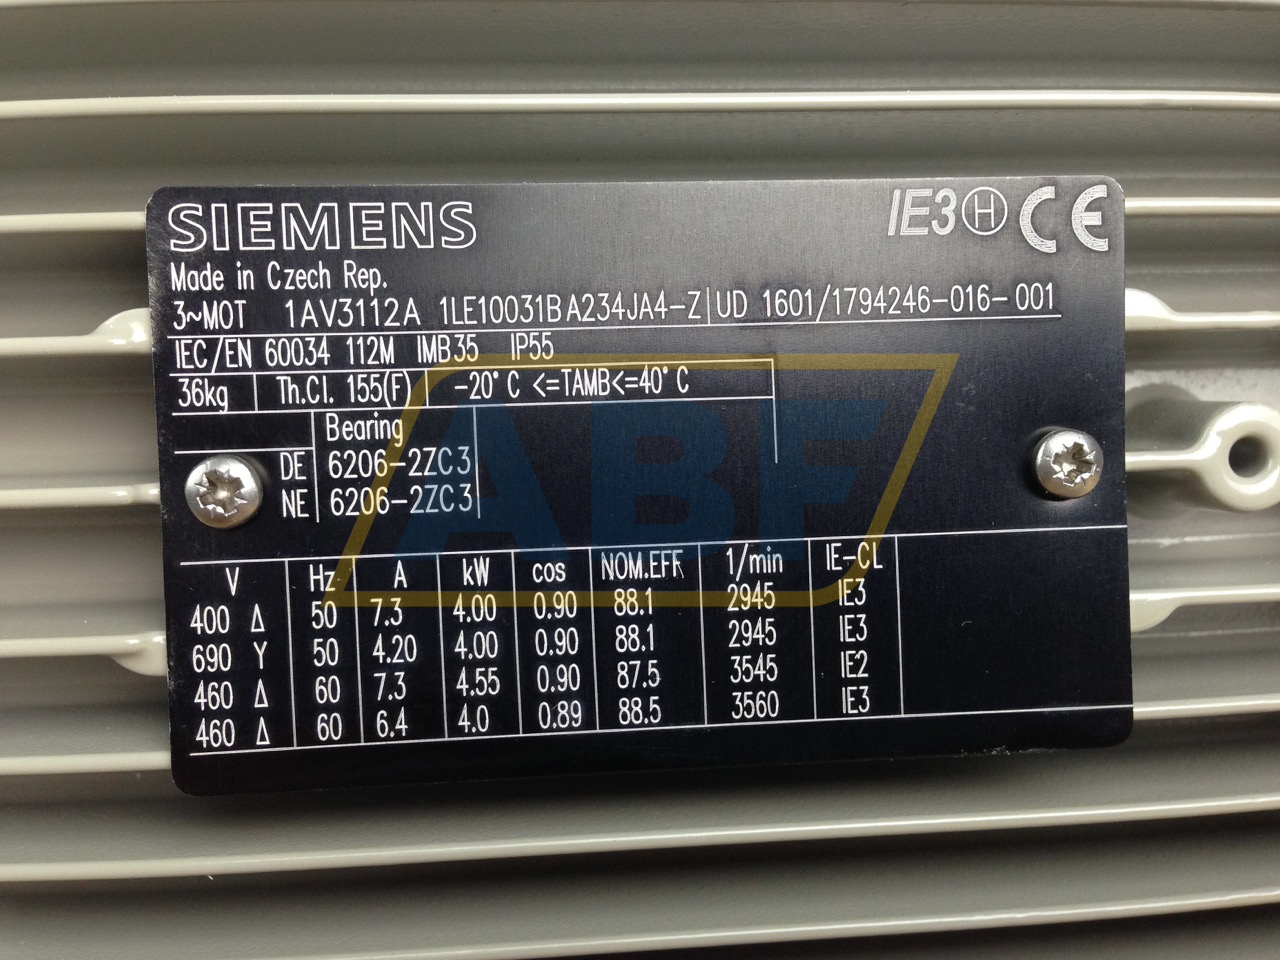 SIEMENS IE3 H CE
Made in Czech Rep.
3~MOT 1AV3112A 1LE10031BA234JA4-Z UD 1601/1794246-016-001
IEC/EN 60034 112M IMB35 IP55
36kg Th.Cl. 155(F) -20°C <=TAMB<=40°C
Bearing
DE 6206-2ZC3
NE 6206-2ZC3
V Hz A kW cos NOM.EFF 1/min IE-CL
400 Δ 50 7.3 4.00 0.90 88.1 2945 IE3
690 Y 50 4.20 4.00 0.90 88.1 2945 IE3
460 Δ 60 7.3 4.55 0.90 87.5 3545 IE2
460 Δ 60 6.4 4.0 0.89 88.5 3560 IE3
ABF